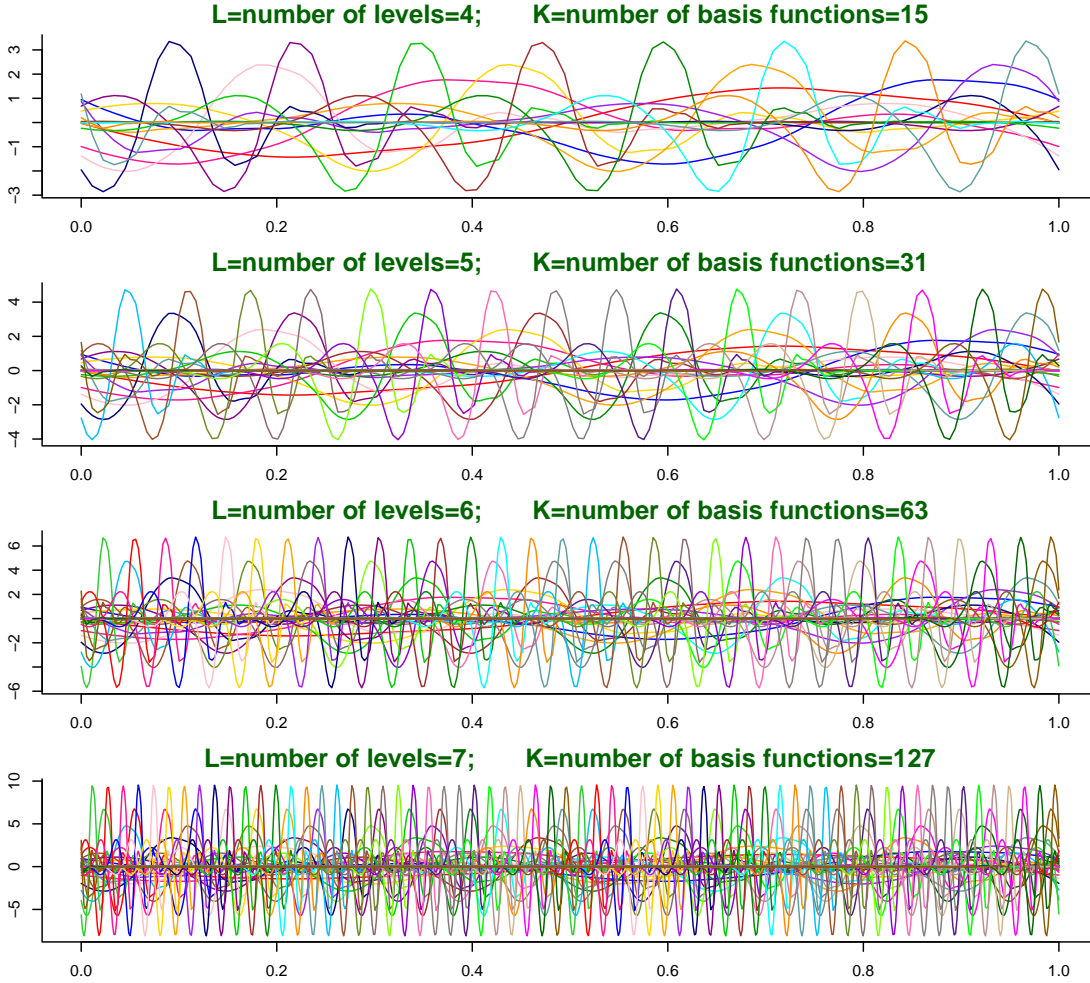 L=number of levels=4; K=number of basis functions=15
3
2
1
−1
−3
0.0 0.2 0.4 0.6 0.8 1.0
L=number of levels=5; K=number of basis functions=31
4
2
0
−2
−4
0.0 0.2 0.4 0.6 0.8 1.0
L=number of levels=6; K=number of basis functions=63
6
4
2
0
−2
−6
0.0 0.2 0.4 0.6 0.8 1.0
L=number of levels=7; K=number of basis functions=127
10
5
0
−5
0.0 0.2 0.4 0.6 0.8 1.0